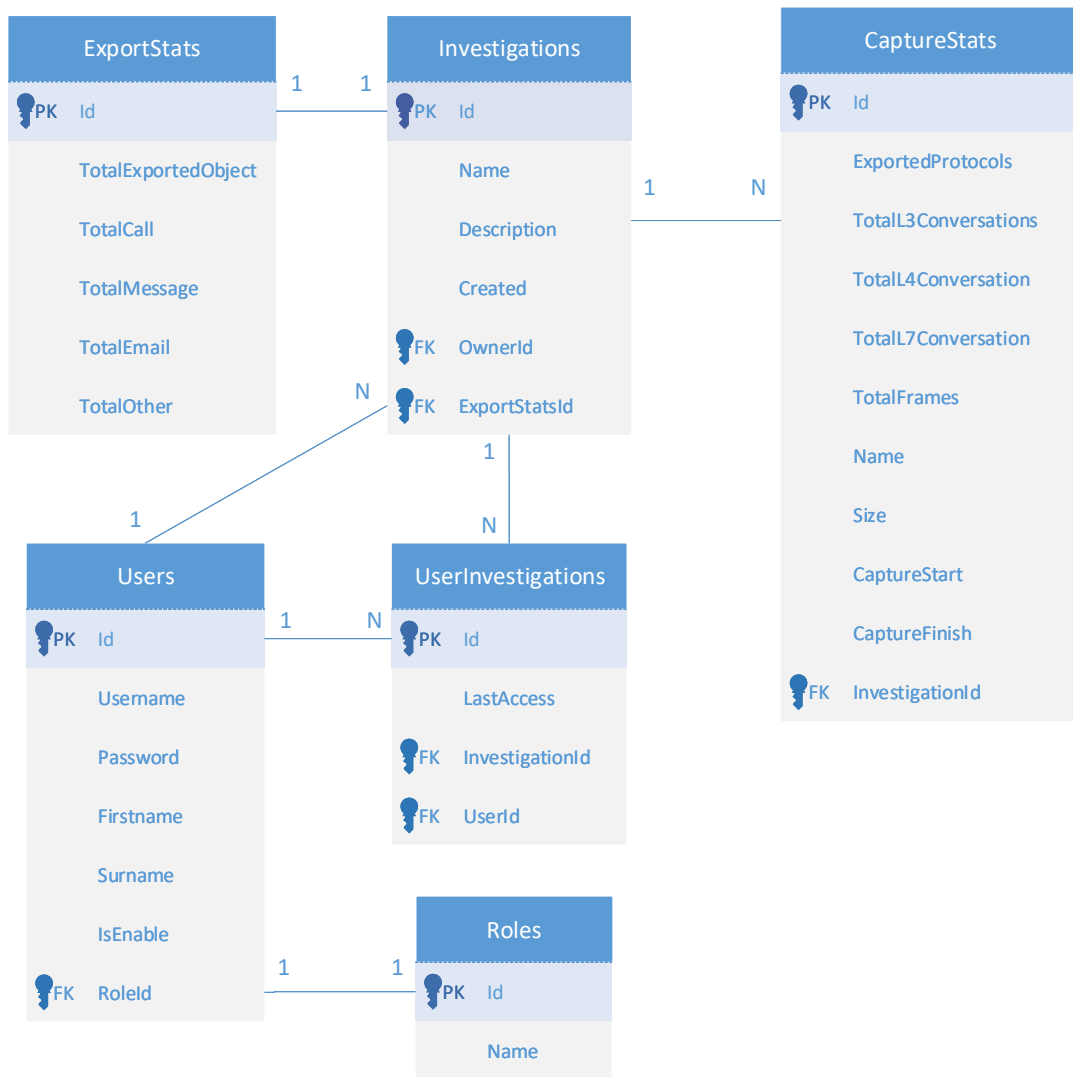 ExportStats
PK Id
TotalExportedObject
TotalCall
TotalMessage
TotalEmail
TotalOther
1 1
Investigations
PK Id
Name
Description
Created
FK OwnerId
FK ExportStatsId
1 N
CaptureStats
PK Id
ExportedProtocols
TotalL3Conversations
TotalL4Conversation
TotalL7Conversation
TotalFrames
Name
Size
CaptureStart
CaptureFinish
FK InvestigationId
N
1
1
N
Users
PK Id
Username
Password
Firstname
Surname
IsEnable
FK RoleId
1 N
UserInvestigations
PK Id
LastAccess
FK InvestigationId
FK UserId
1 1
Roles
PK Id
Name